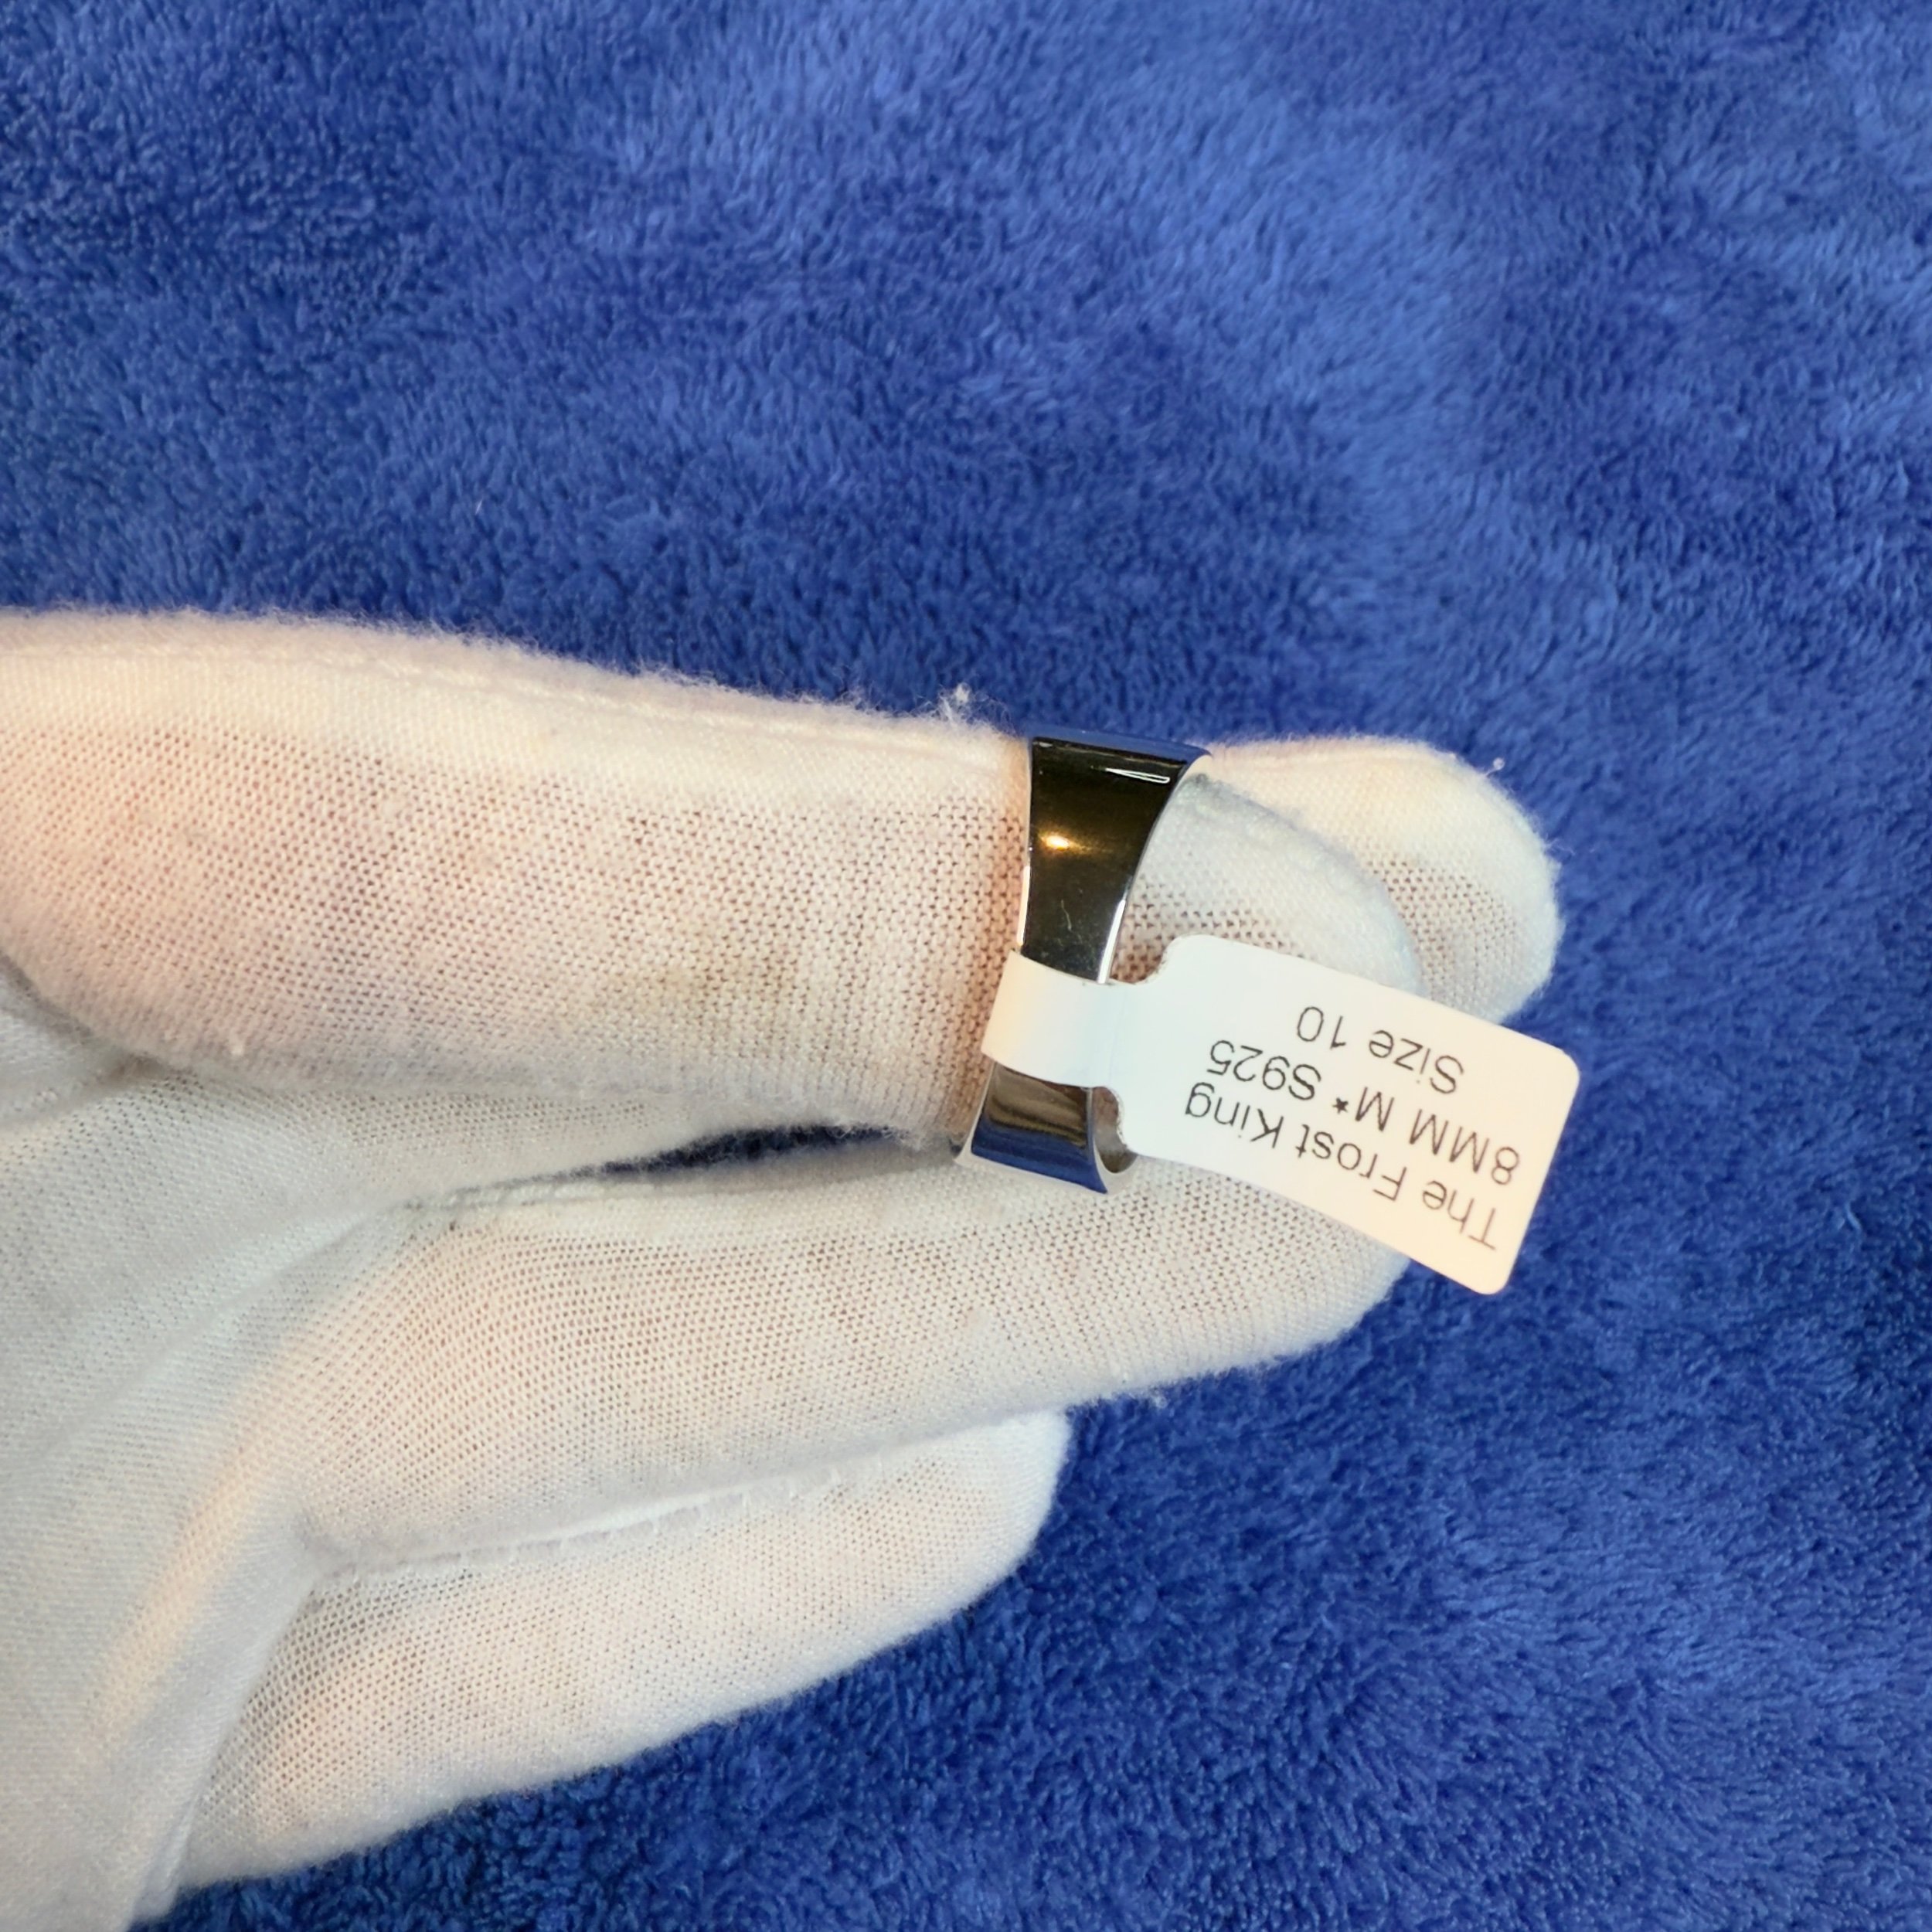 The Frost King
8MM M* S925
Size 10